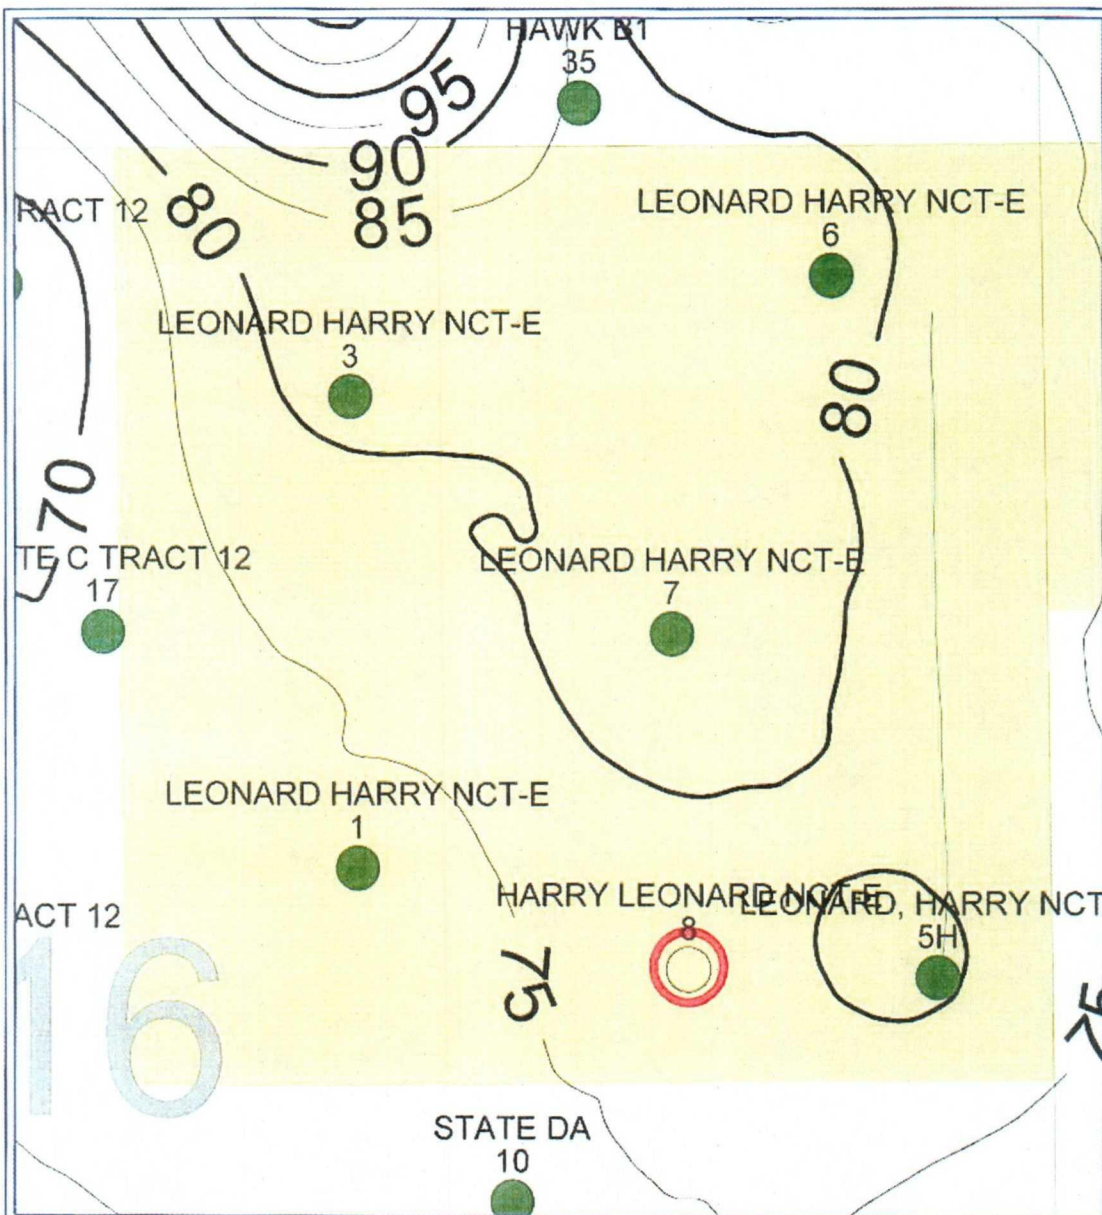 HAWK B1
35
95
90
85
80
RACT 12
LEONARD HARRY NCT-E
6
LEONARD HARRY NCT-E
3
80
70
TE C TRACT 12
17
LEONARD HARRY NCT-E
7
LEONARD HARRY NCT-E
1
HARRY LEONARD NCT-E
8
LEONARD, HARRY NCT
5H
ACT 12
16
75
75
STATE DA
10